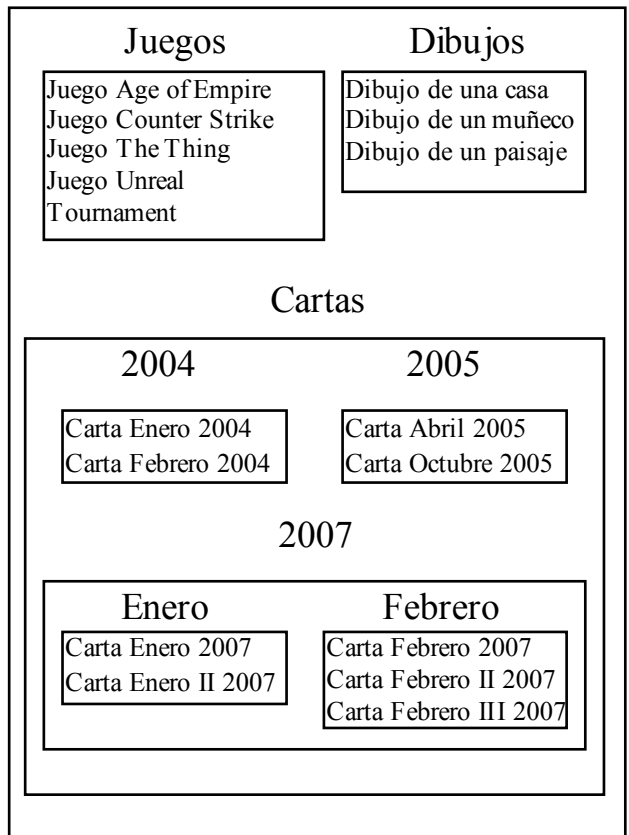 Juegos
Dibujos
Juego Age of Empire
Juego Counter Strike
Juego The Thing
Juego Unreal
Tournament
Dibujo de una casa
Dibujo de un muñeco
Dibujo de un paisaje
Cartas
2004
2005
Carta Enero 2004
Carta Febrero 2004
Carta Abril 2005
Carta Octubre 2005
2007
Enero
Febrero
Carta Enero 2007
Carta Enero II 2007
Carta Febrero 2007
Carta Febrero II 2007
Carta Febrero III 2007